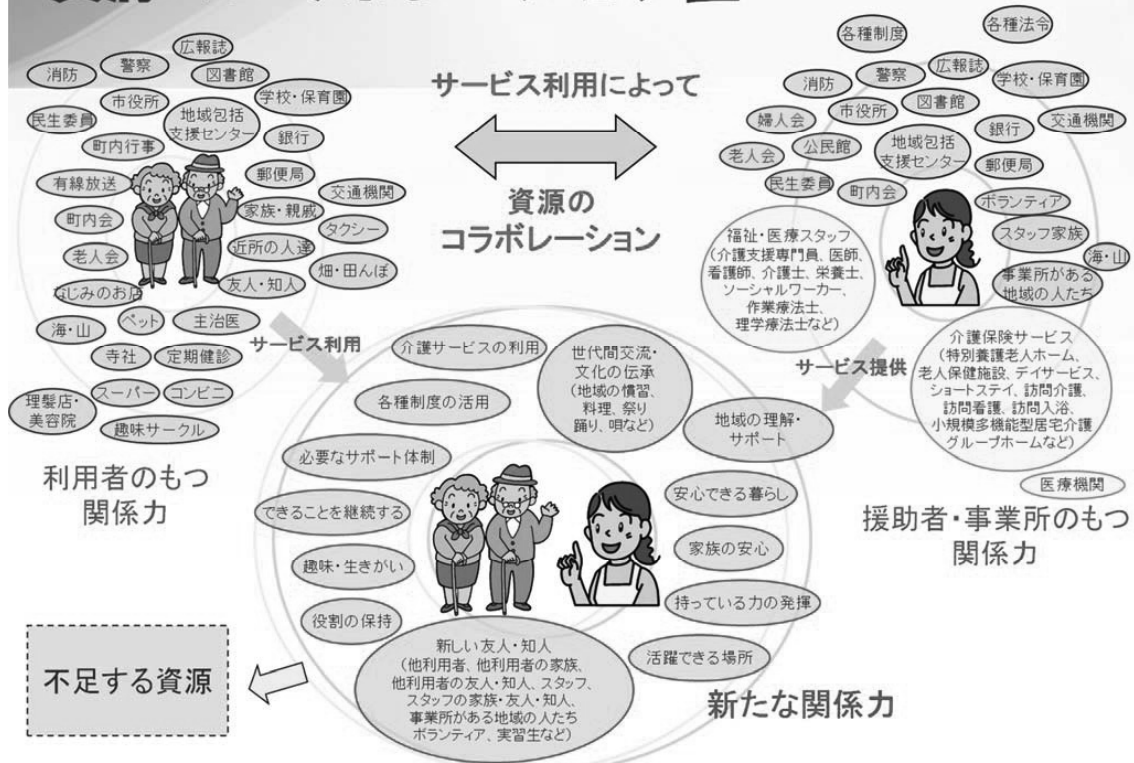 広報誌
消防
警察
図書館
市役所
学校・保育園
民生委員
地域包括
支援センター
銀行
町内行事
郵便局
有線放送
交通機関
家族・親戚
町内会
タクシー
近所の人達
老人会
畑・田んぼ
友人・知人
なじみのお店
海・山
ペット
主治医
寺社
定期健診
スーパー
コンビニ
理髪店・
美容院
趣味サークル
利用者のもつ
関係力
サービス利用によって
資源の
コラボレーション
各種制度
各種法令
消防
警察
広報誌
学校・保育園
市役所
図書館
婦人会
銀行
交通機関
公民館
地域包括
支援センター
老人会
郵便局
民生委員
町内会
ボランティア
福祉・医療スタッフ
(介護支援専門員、医師、
看護師、介護士、栄養士、
ソーシャルワーカー、
作業療法士、
理学療法士など)
スタッフ家族
海・山
事業所がある
地域の人たち
介護保険サービス
(特別養護老人ホーム、
老人保健施設、デイサービス、
ショートステイ、訪問介護、
訪問看護、訪問入浴、
小規模多機能型居宅介護
グループホームなど)
医療機関
援助者・事業所のもつ
関係力
サービス利用
サービス提供
介護サービスの利用
世代間交流・
文化の伝承
(地域の慣習、
料理、祭り
踊り、唄など)
各種制度の活用
地域の理解・
サポート
必要なサポート体制
安心できる暮らし
できることを継続する
家族の安心
趣味・生きがい
持っている力の発揮
役割の保持
新しい友人・知人
(他利用者、他利用者の家族、
他利用者の友人・知人、スタッフ、
スタッフの家族・友人・知人、
事業所がある地域の人たち
ボランティア、実習生など)
活躍できる場所
新たな関係力
不足する資源